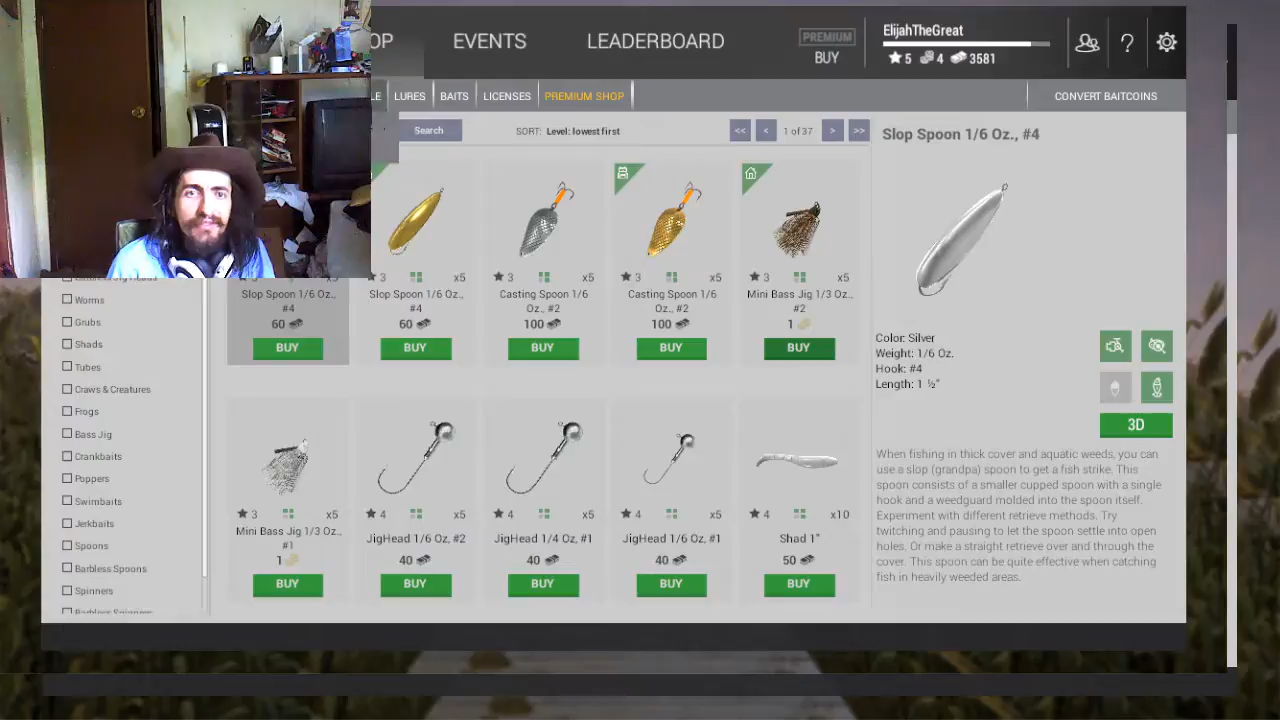 OP
EVENTS
LEADERBOARD
PREMIUM
BUY
ElijahTheGreat
5 4 3581
LURES BAITS LICENSES PREMIUM SHOP
CONVERT BAITCOINS
Search
SORT: Level: lowest first
<< < 1 of 37 > >>
Slop Spoon 1/6 Oz., #4
3 x5
3 x5
3 x5
3 x5
Slop Spoon 1/6 Oz., #4
60
BUY
Slop Spoon 1/6 Oz., #4
60
BUY
Casting Spoon 1/6 Oz., #2
100
BUY
Casting Spoon 1/6 Oz., #2
100
BUY
Mini Bass Jig 1/3 Oz., #2
1
BUY
Worms
Grubs
Shads
Tubes
Craws & Creatures
Frogs
Bass Jig
Crankbaits
Poppers
Swimbaits
Jerkbaits
Spoons
Barbless Spoons
Spinners
Barbless Spinners
3 x5
Mini Bass Jig 1/3 Oz., #1
1
BUY
4 x5
JigHead 1/6 Oz, #2
40
BUY
4 x5
JigHead 1/4 Oz, #1
40
BUY
4 x5
JigHead 1/6 Oz, #1
40
BUY
4 x10
Shad 1"
50
BUY
Color: Silver
Weight: 1/6 Oz.
Hook: #4
Length: 1 ½"
3D
When fishing in thick cover and aquatic weeds, you can
use a slop (grandpa) spoon to get a fish strike. This
spoon consists of a smaller cupped spoon with a single
hook and a weedguard molded into the spoon itself.
Experiment with different retrieve methods. Try
twitching and pausing to let the spoon settle into open
holes. Or make a straight retrieve over and through the
cover. This spoon can be quite effective when catching
fish in heavily weeded areas.